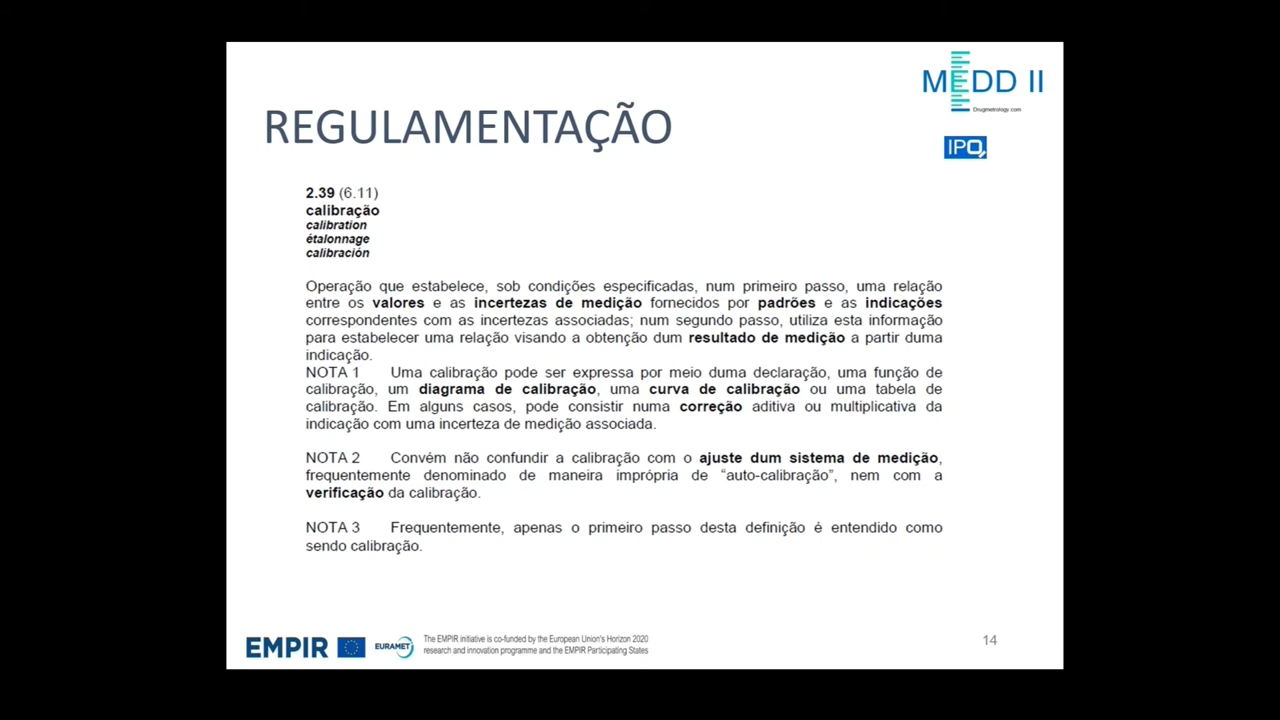 MEDD II
Drugmetrology.com
REGULAMENTAÇÃO
IPQ
2.39 (6.11)
calibração
calibration
étalonnage
calibración
Operação que estabelece, sob condições especificadas, num primeiro passo, uma relação
entre os valores e as incertezas de medição fornecidos por padrões e as indicações
correspondentes com as incertezas associadas; num segundo passo, utiliza esta informação
para estabelecer uma relação visando a obtenção dum resultado de medição a partir duma
indicação.
NOTA 1 Uma calibração pode ser expressa por meio duma declaração, uma função de
calibração, um diagrama de calibração, uma curva de calibração ou uma tabela de
calibração. Em alguns casos, pode consistir numa correção aditiva ou multiplicativa da
indicação com uma incerteza de medição associada.
NOTA 2 Convém não confundir a calibração com o ajuste dum sistema de medição,
frequentemente denominado de maneira imprópria de “auto-calibração”, nem com a
verificação da calibração.
NOTA 3 Frequentemente, apenas o primeiro passo desta definição é entendido como
sendo calibração.
EMPIR
EURAMET
The EMPIR initiative is co-funded by the European Union's Horizon 2020
research and innovation programme and the EMPIR Participating States
14